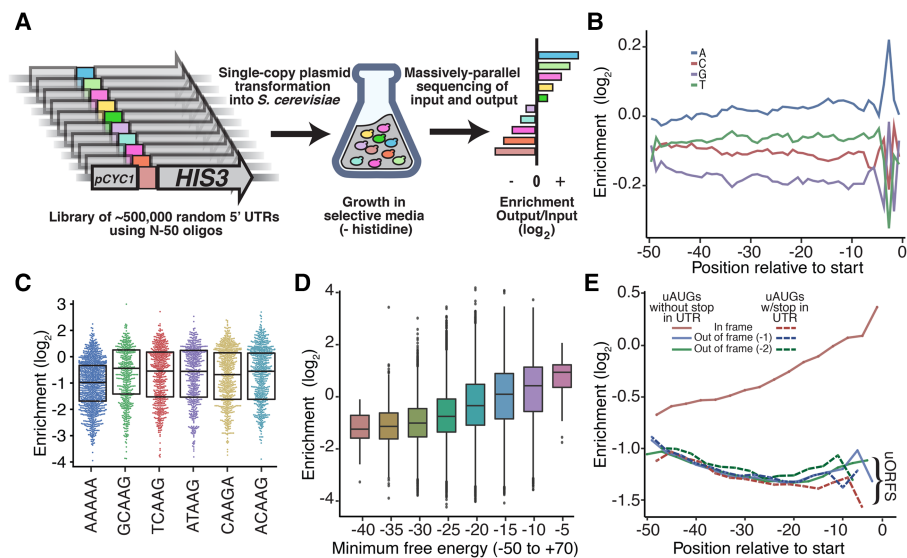 A
pCYC1
HIS3
Library of ~500,000 random 5' UTRs
using N-50 oligos
Single-copy plasmid
transformation
into S. cerevisiae
Growth in
selective media
(- histidine)
Massively-parallel
sequencing of
input and output
- 0 +
Enrichment
Output/Input
(log2)
B
Enrichment (log2)
0.2
0.0
-0.2
A
C
G
T
-50 -40 -30 -20 -10 0
Position relative to start
C
Enrichment (log2)
3
2
1
0
-1
-2
-3
-4
AAAAA
GCAAG
TCAAG
ATAAG
CAAGA
ACAAG
D
Enrichment (log2)
4
2
0
-2
-4
-40 -35 -30 -25 -20 -15 -10 -5
Minimum free energy (-50 to +70)
E
Enrichment (log2)
0.5
0.0
-0.5
-1.0
-1.5
uAUGs
without stop
in UTR
uAUGs
w/stop in
UTR
In frame
Out of frame (-1)
Out of frame (-2)
uORFS
-50 -40 -30 -20 -10 0
Position relative to start